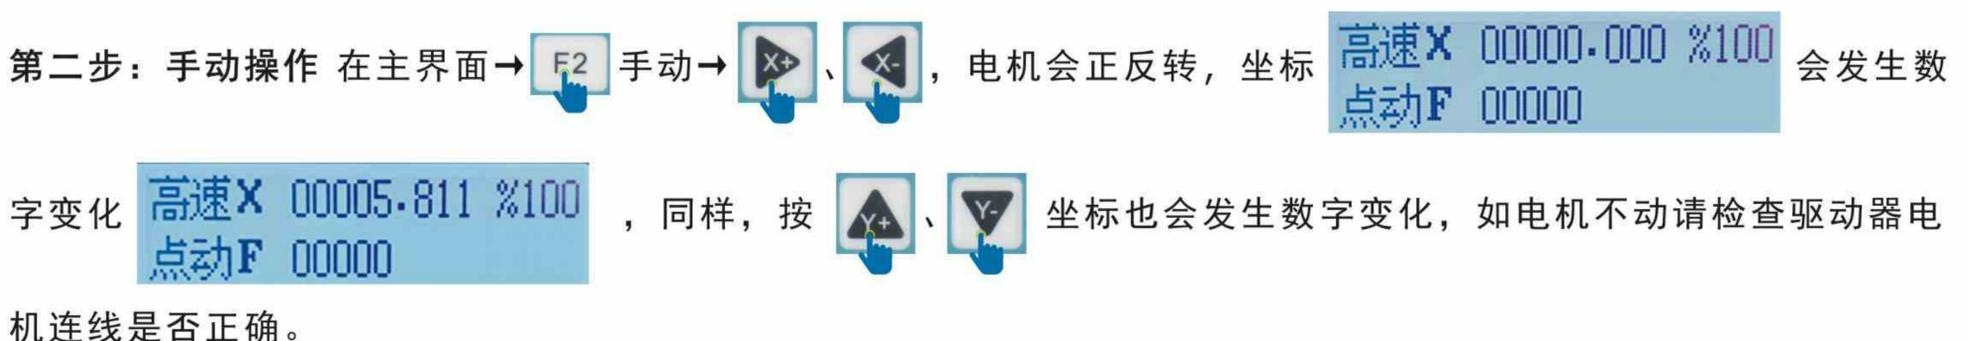 第二步：手动操作 在主界面→ F2 手动→ X+ 、 X- ，电机会正反转，坐标 高速X 00000.000 %100 会发生数
点动F 00000
字变化 高速X 00005.811 %100 ，同样，按 Y+ 、 Y- 坐标也会发生数字变化，如电机不动请检查驱动器电
点动F 00000
机连线是否正确。